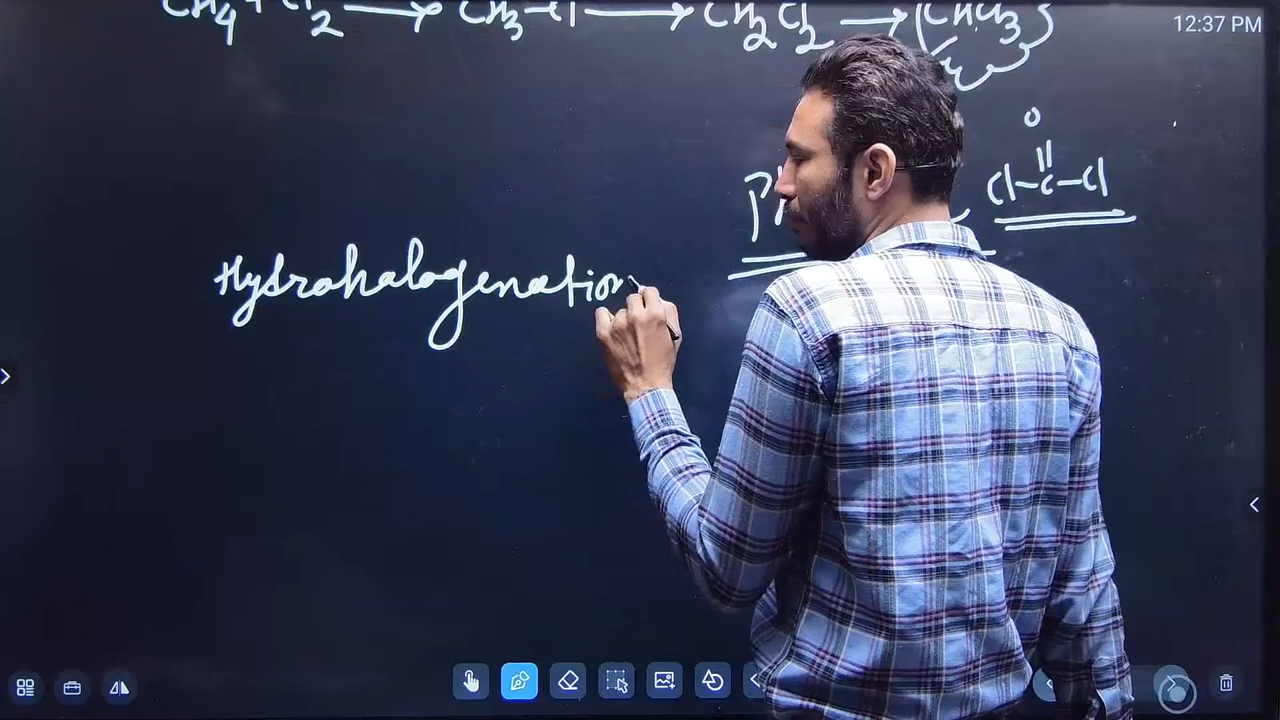 CH4 + Cl2 → CH3-Cl → CH2Cl2 → (CHCl3)
12:37 PM
O
||
Cl-C-Cl
Hydrohalogenation